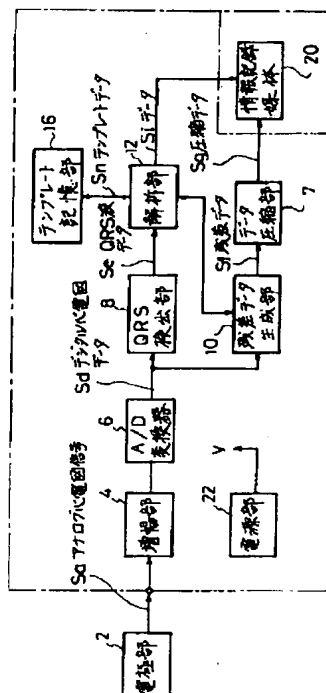 2
電極部
Sa アナログ心電図信号
4
増幅部
6
A/D
変換器
Sd デジタル心電図
データ
8
QRS
検出部
Se QRS波
データ
12
解析部
Sn テンプレートデータ
16
テンプレート
記憶部
Si データ
10
残差データ
生成部
Sf 残差データ
データ
圧縮部
7
Sg 圧縮データ
情報記録
媒体
20
22
電源部
V